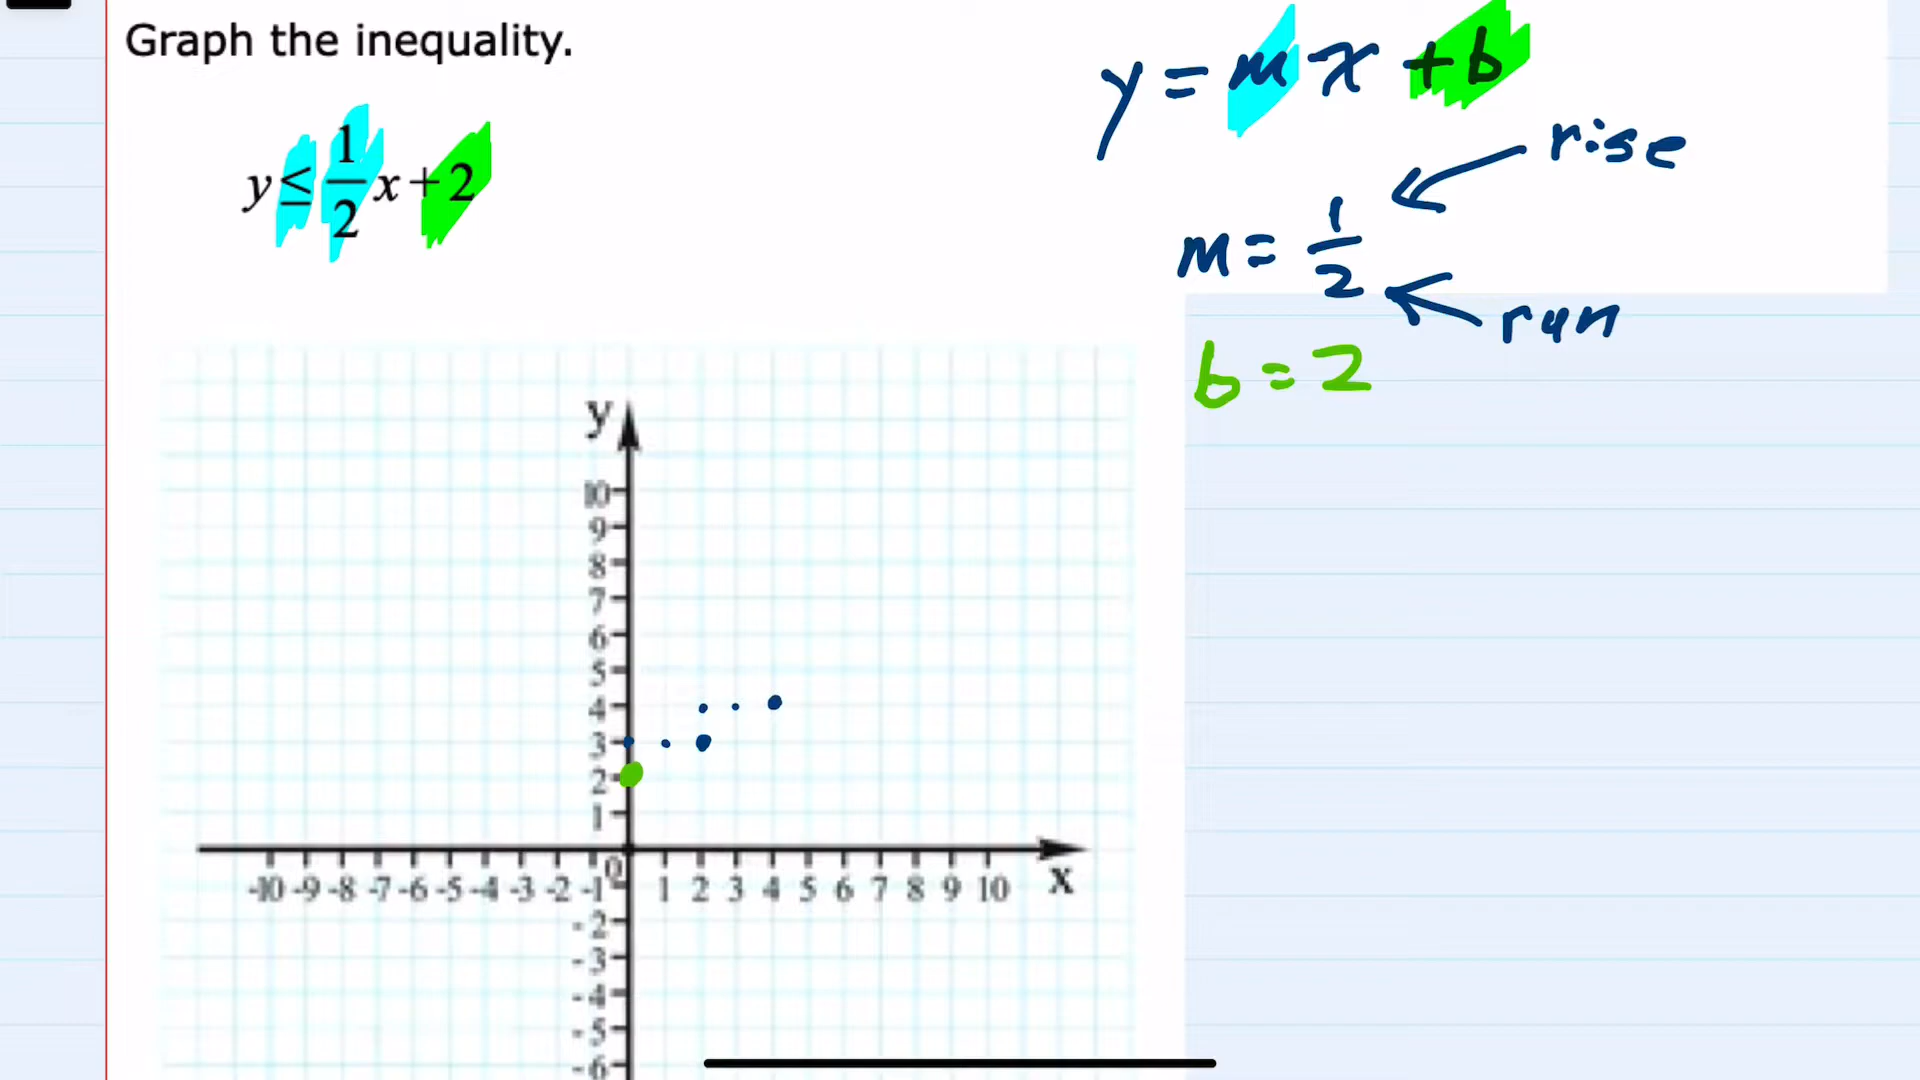 Graph the inequality.
y ≤ 1/2 x + 2
y = mx + b
rise
m = 1/2
run
b = 2
y
10
9
8
7
6
5
4
3
2
1
0
-10 -9 -8 -7 -6 -5 -4 -3 -2 -1 1 2 3 4 5 6 7 8 9 10 x
-2
-3
-4
-5
-6